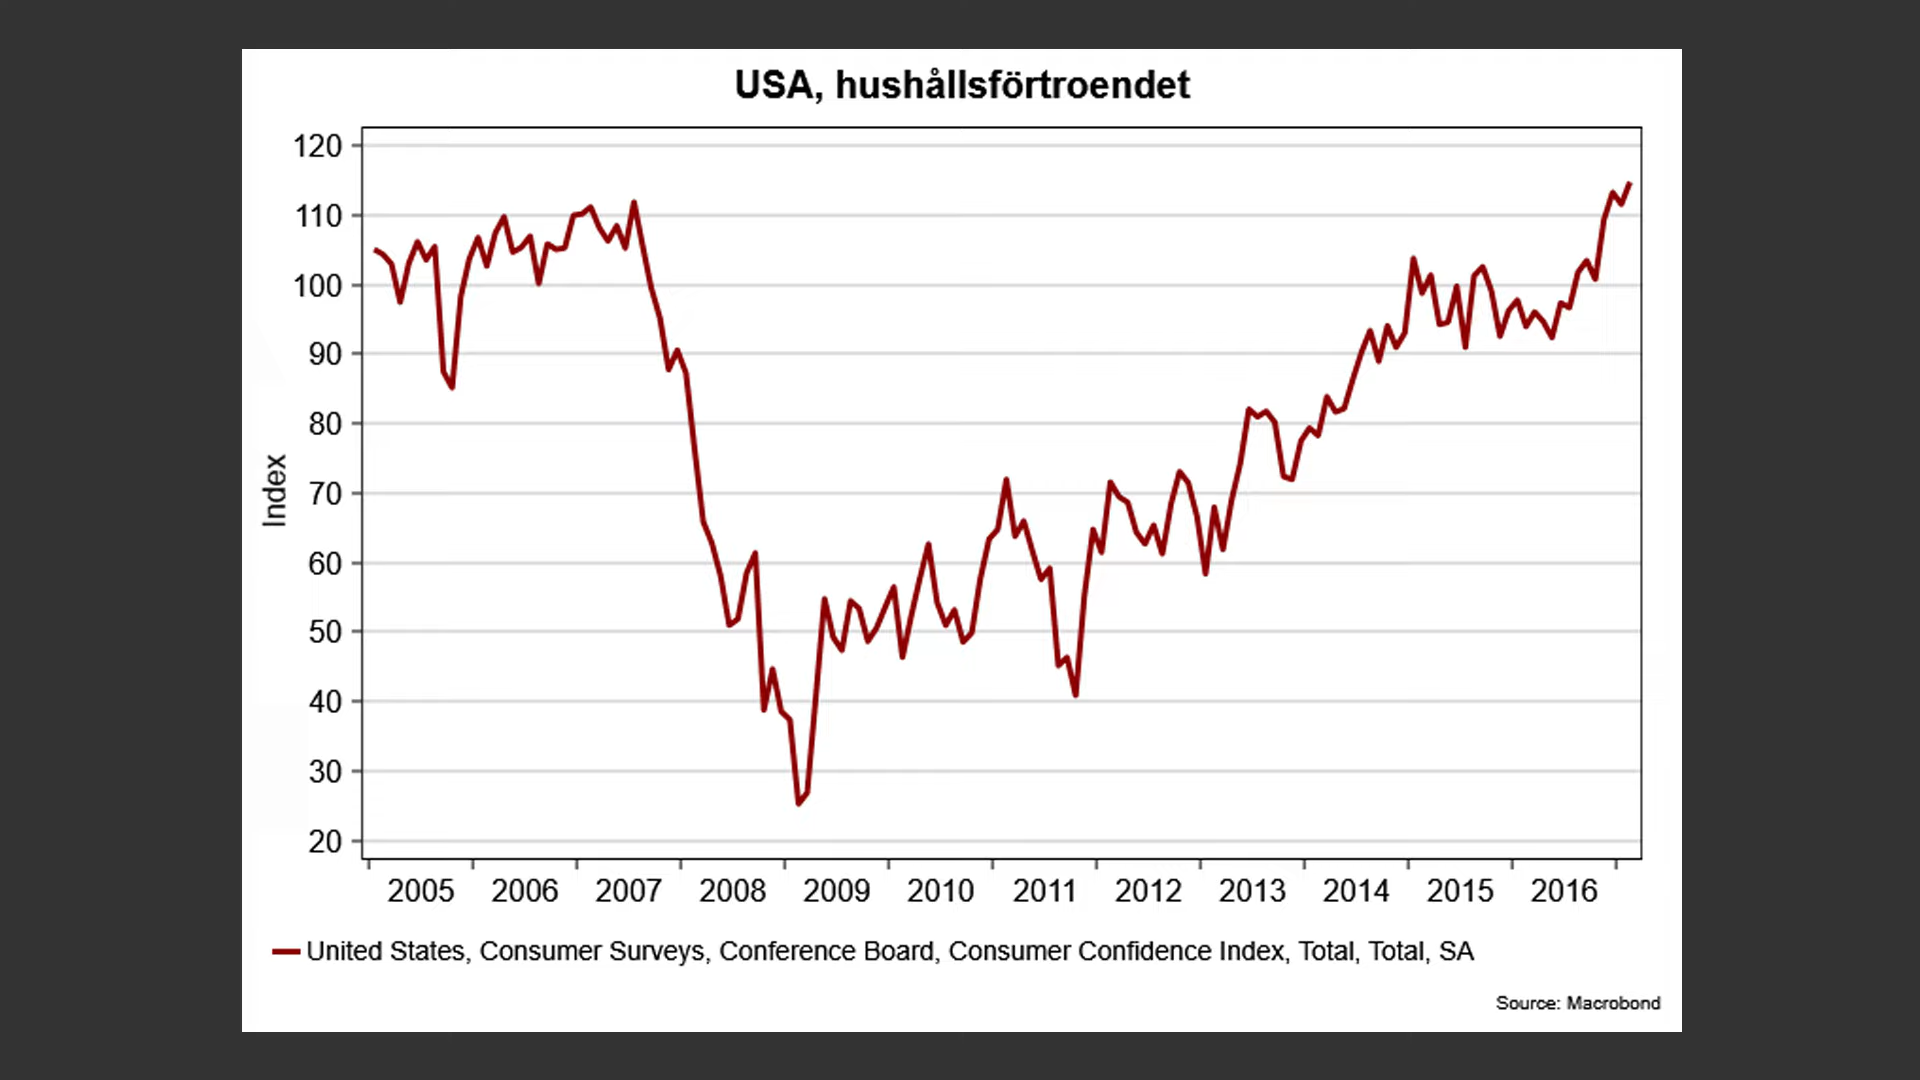 USA, hushållsförtroendet
120
110
100
90
80
70
60
50
40
30
20
Index
2005 2006 2007 2008 2009 2010 2011 2012 2013 2014 2015 2016
United States, Consumer Surveys, Conference Board, Consumer Confidence Index, Total, Total, SA
Source: Macrobond